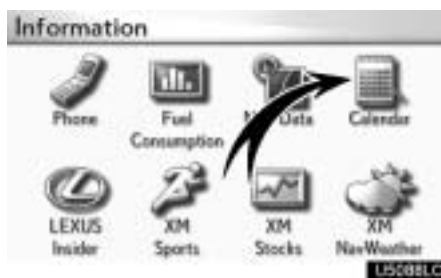 Information
Phone
Fuel
Consumption
Data
Calendar
LEXUS
Insider
XM
Sports
XM
Stocks
XM
NavWeather